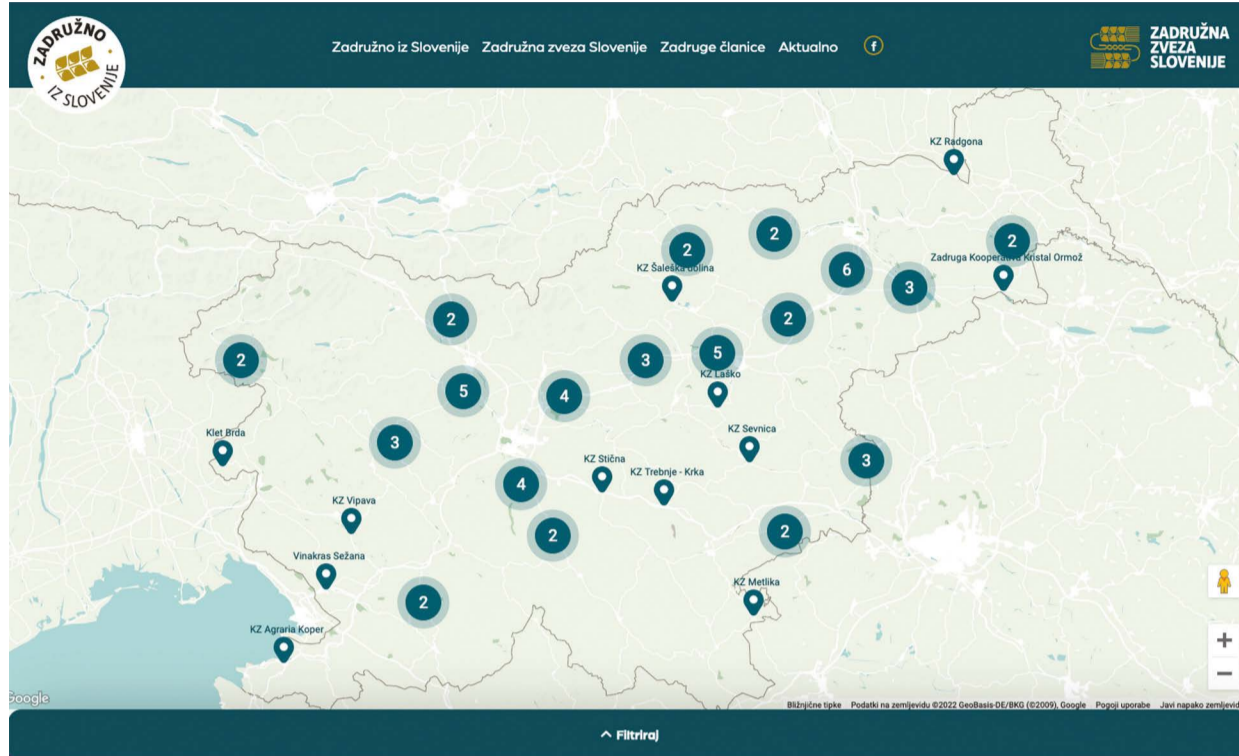 ZADRUŽNO
IZ SLOVENIJE
Zadružno iz Slovenije Zadružna zveza Slovenije Zadruge članice Aktualno f
ZADRUŽNA
ZVEZA
SLOVENIJE
KZ Radgona
2
2
2
Zadruga Kooperativa Kristal Ormož
KZ Šaleška dolina
6
3
2
2
2
3
5
KZ Laško
5
4
Klet Brda
3
KZ Sevnica
3
KZ Stična
KZ Trebnje - Krka
4
KZ Vipava
2
2
Vinakras Sežana
KZ Metlika
2
KZ Agraria Koper
Google
Bližnjične tipke Podatki na zemljevidu ©2022 GeoBasis-DE/BKG (©2009), Google Pogoji uporabe Javi napako zemljevid
Filtriraj